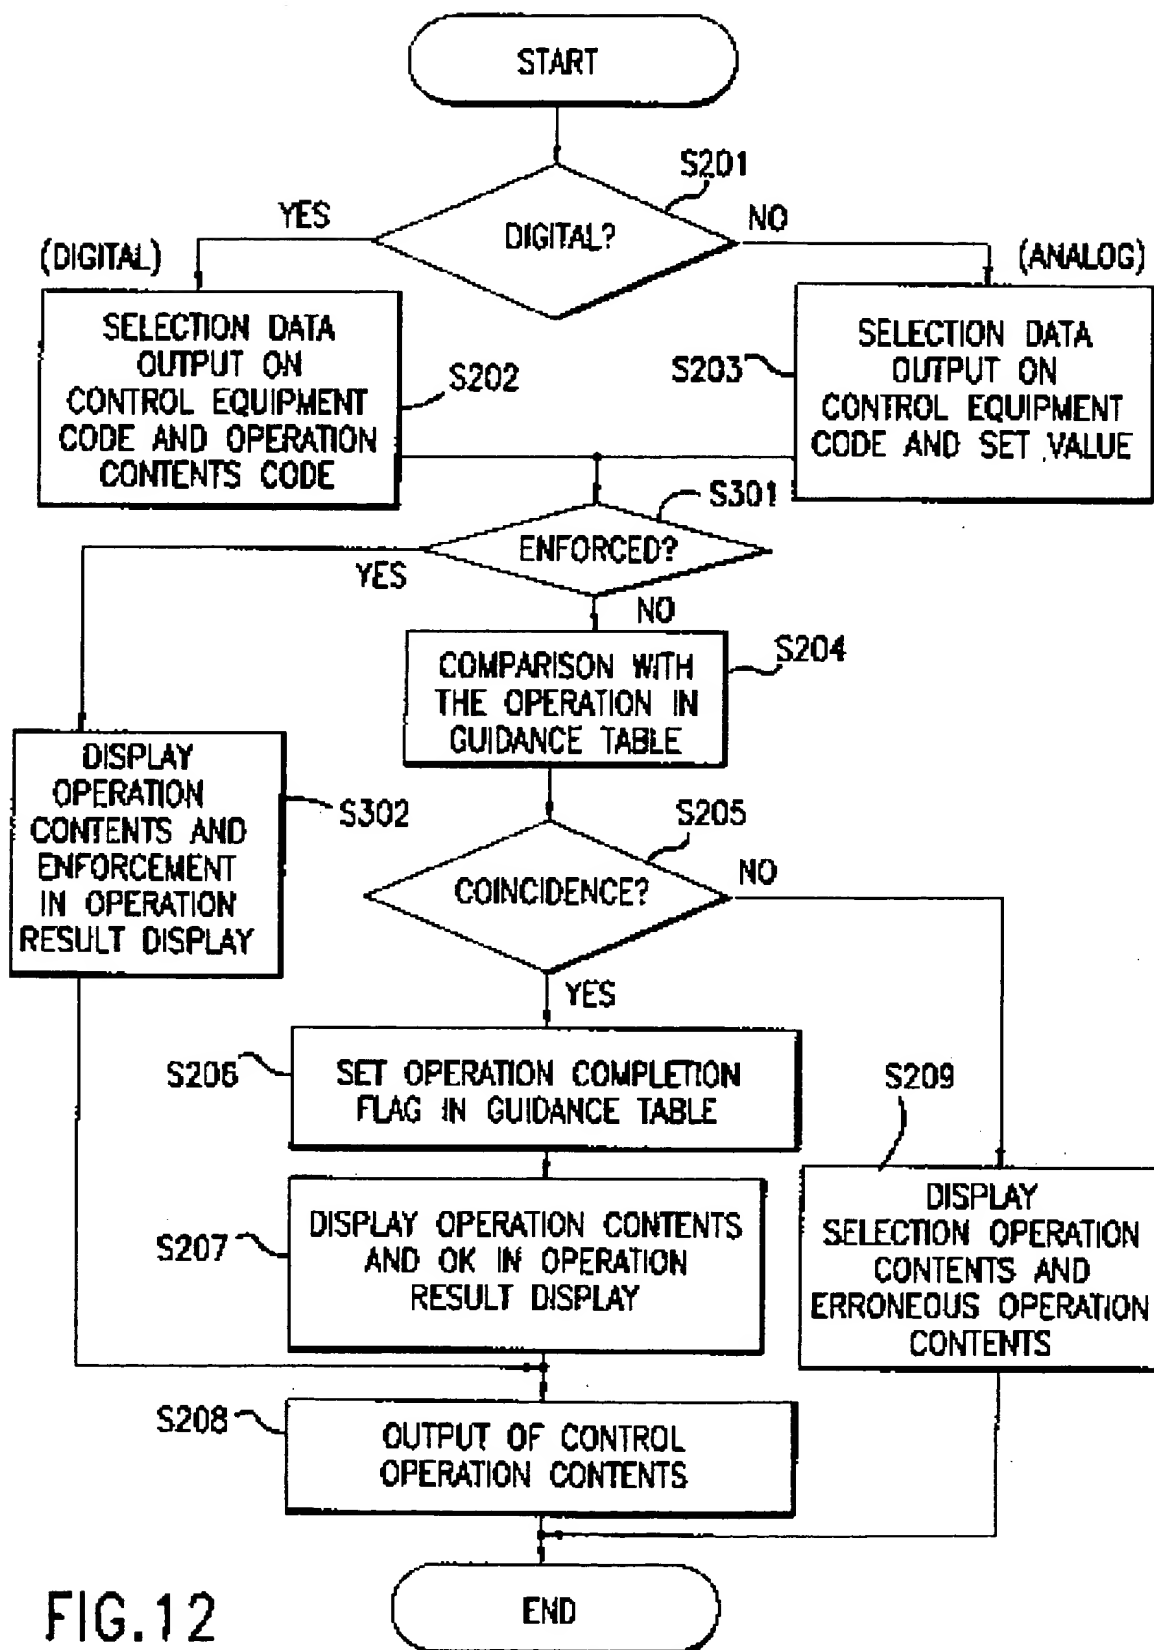 START
S201
YES
DIGITAL?
NO
(DIGITAL)
(ANALOG)
SELECTION DATA
OUTPUT ON
CONTROL EQUIPMENT
CODE AND OPERATION
CONTENTS CODE
S202
S203
SELECTION DATA
OUTPUT ON
CONTROL EQUIPMENT
CODE AND SET VALUE
S301
ENFORCED?
YES
NO
COMPARISON WITH
THE OPERATION IN
GUIDANCE TABLE
S204
DISPLAY
OPERATION
CONTENTS AND
ENFORCEMENT
IN OPERATION
RESULT DISPLAY
S302
S205
COINCIDENCE?
NO
YES
S206
SET OPERATION COMPLETION
FLAG IN GUIDANCE TABLE
S209
S207
DISPLAY OPERATION CONTENTS
AND OK IN OPERATION
RESULT DISPLAY
DISPLAY
SELECTION OPERATION
CONTENTS AND
ERRONEOUS OPERATION
CONTENTS
S208
OUTPUT OF CONTROL
OPERATION CONTENTS
END
FIG.12